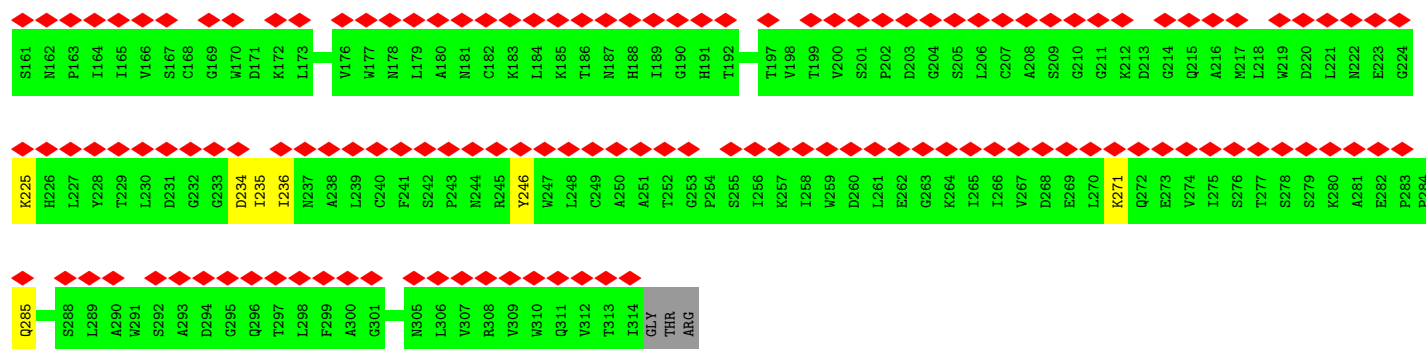 S161 N162 P163 I164 I165 V166 S167 C168 G169 W170 D171 K172 L173 V176 W177 N178 L179 A180 N181 C182 K183 L184 K185 T186 N187 H188 I189 G190 H191 T192 T197 V198 T199 V200 S201 P202 D203 G204 S205 L206 C207 A208 S209 G210 G211 K212 D213 G214 Q215 A216 M217 L218 W219 D220 L221 N222 E223 G224
K225 H226 L227 Y228 T229 L230 D231 G232 G233 D234 I235 I236 N237 A238 L239 C240 F241 S242 P243 N244 R245 Y246 W247 L248 C249 A250 A251 T252 G253 P254 S255 I256 K257 I258 W259 D260 L261 E262 G263 K264 I265 I266 V267 D268 E269 L270 K271 Q272 E273 V274 I275 S276 T277 S278 S279 K280 A281 E282 P283 P284
Q285 S288 L289 A290 W291 S292 A293 D294 G295 Q296 T297 L298 F299 A300 G301 N305 L306 V307 R308 V309 W310 Q311 V312 T313 I314 GLY THR ARG